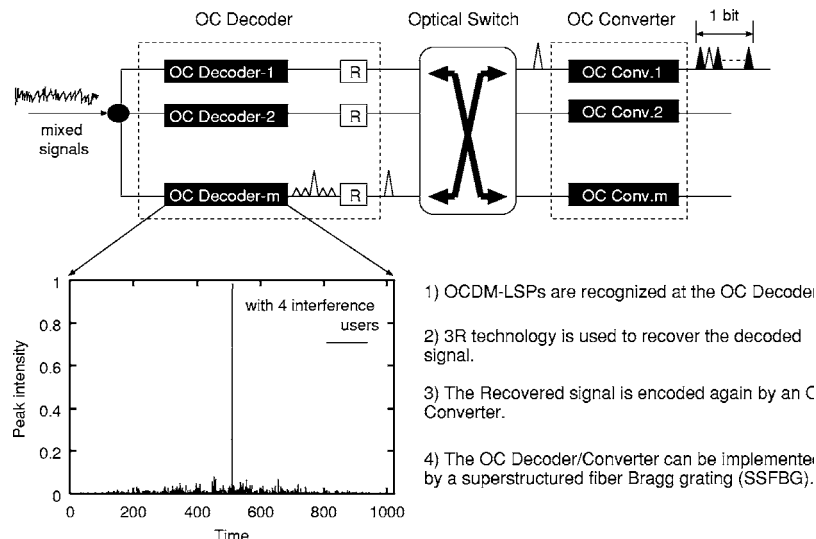 OC Decoder
Optical Switch
OC Converter
1 bit
OC Decoder-1
R
OC Conv.1
mixed
signals
OC Decoder-2
R
OC Conv.2
OC Decoder-m
R
OC Conv.m
1
0.8
0.6
0.4
0.2
0
with 4 interference
users
Peak intensity
0 200 400 600 800 1000
Time
1) OCDM-LSPs are recognized at the OC Decoder
2) 3R technology is used to recover the decoded
signal.
3) The Recovered signal is encoded again by an
Converter.
4) The OC Decoder/Converter can be implemented
by a superstructured fiber Bragg grating (SSFBG).